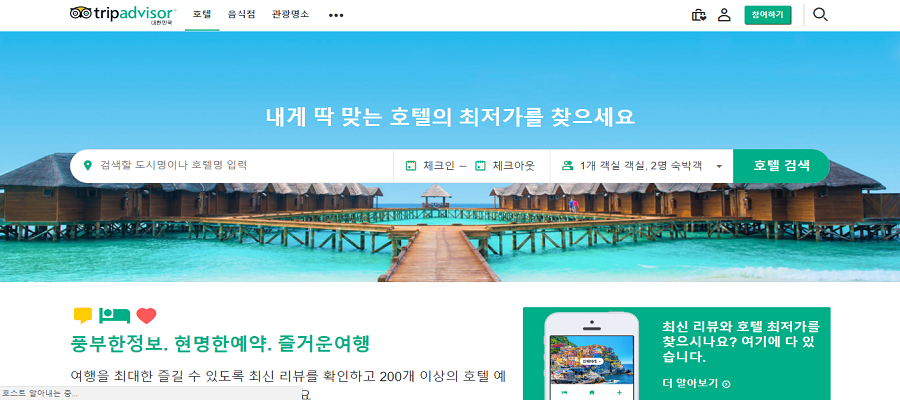 tripadvisor
대한민국
호텔 음식점 관광명소
참여하기
내게 딱 맞는 호텔의 최저가를 찾으세요
검색할 도시명이나 호텔명 입력 체크인 — 체크아웃 1개 객실 객실, 2명 숙박객 호텔 검색
풍부한정보. 현명한예약. 즐거운여행
여행을 최대한 즐길 수 있도록 최신 리뷰를 확인하고 200개 이상의 호텔 예
최신 리뷰와 호텔 최저가를
찾으시나요? 여기에 다 있
습니다.
더 알아보기
호스트 알아내는 중...